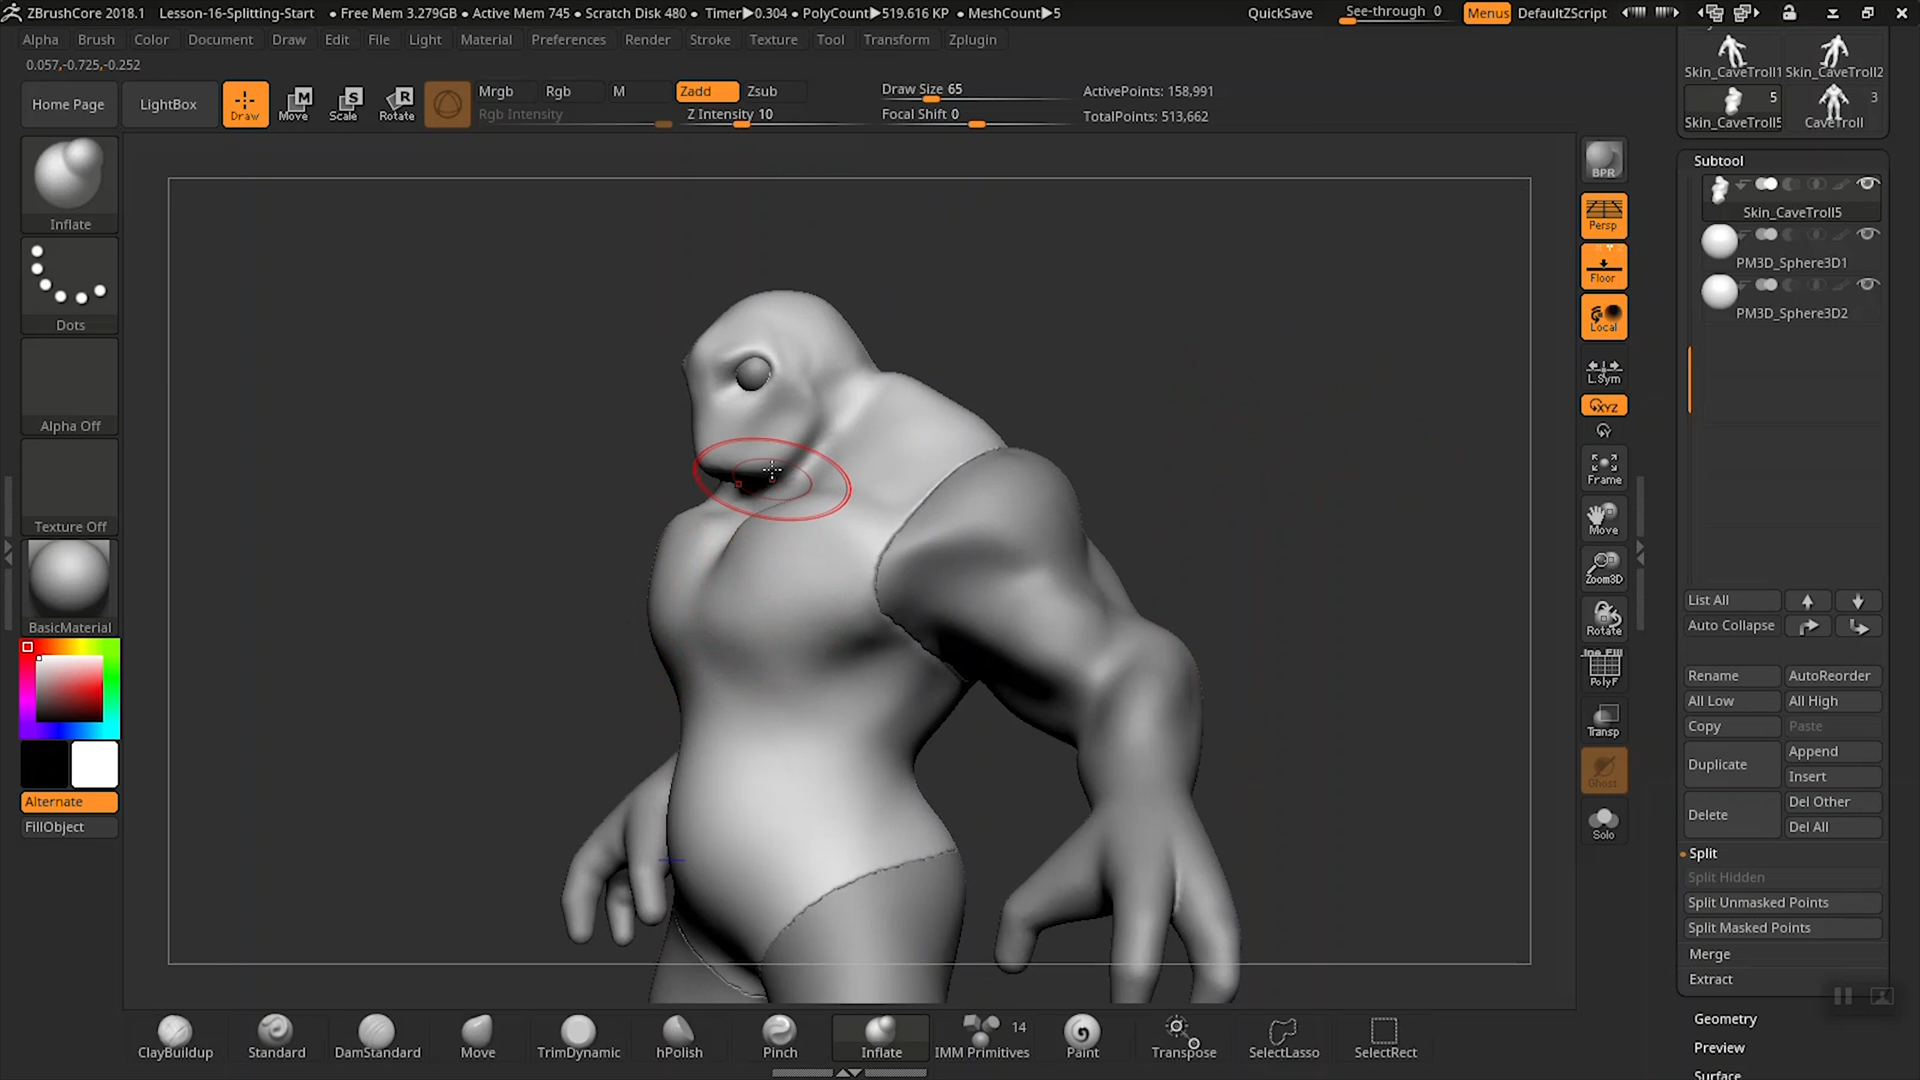 ZBrushCore 2018.1 Lesson-16-Splitting-Start ● Free Mem 3.279GB ● Active Mem 745 ● Scratch Disk 480 ● Timer▶0.304 ● PolyCount▶519.616 KP ● MeshCount▶5 QuickSave See-through 0 Menus DefaultZScript
Alpha Brush Color Document Draw Edit File Light Material Preferences Render Stroke Texture Tool Transform Zplugin
0.057,-0.725,-0.252
Home Page
LightBox
Draw
Move
Scale
Rotate
Mrgb Rgb M
Rgb Intensity
Zadd Zsub
Z Intensity 10
Draw Size 65
Focal Shift 0
ActivePoints: 158,991
TotalPoints: 513,662
Inflate
Dots
Alpha Off
Texture Off
BasicMaterial
Alternate
FillObject
BPR
Persp
Floor
Local
L.Sym
XYZ
Y
Frame
Move
Zoom3D
Rotate
PolyF
Transp
Ghost
Solo
Skin_CaveTroll1 Skin_CaveTroll2
5 3
Skin_CaveTroll5 CaveTroll
Subtool
Skin_CaveTroll5
PM3D_Sphere3D1
PM3D_Sphere3D2
List All
Auto Collapse
Rename AutoReorder
All Low All High
Copy Paste
Duplicate
Append
Insert
Delete
Del Other
Del All
Split
Split Hidden
Split Unmasked Points
Split Masked Points
Merge
Extract
Geometry
Preview
Surface
14
ClayBuildup Standard DamStandard Move TrimDynamic hPolish Pinch Inflate IMM Primitives Paint Transpose SelectLasso SelectRect